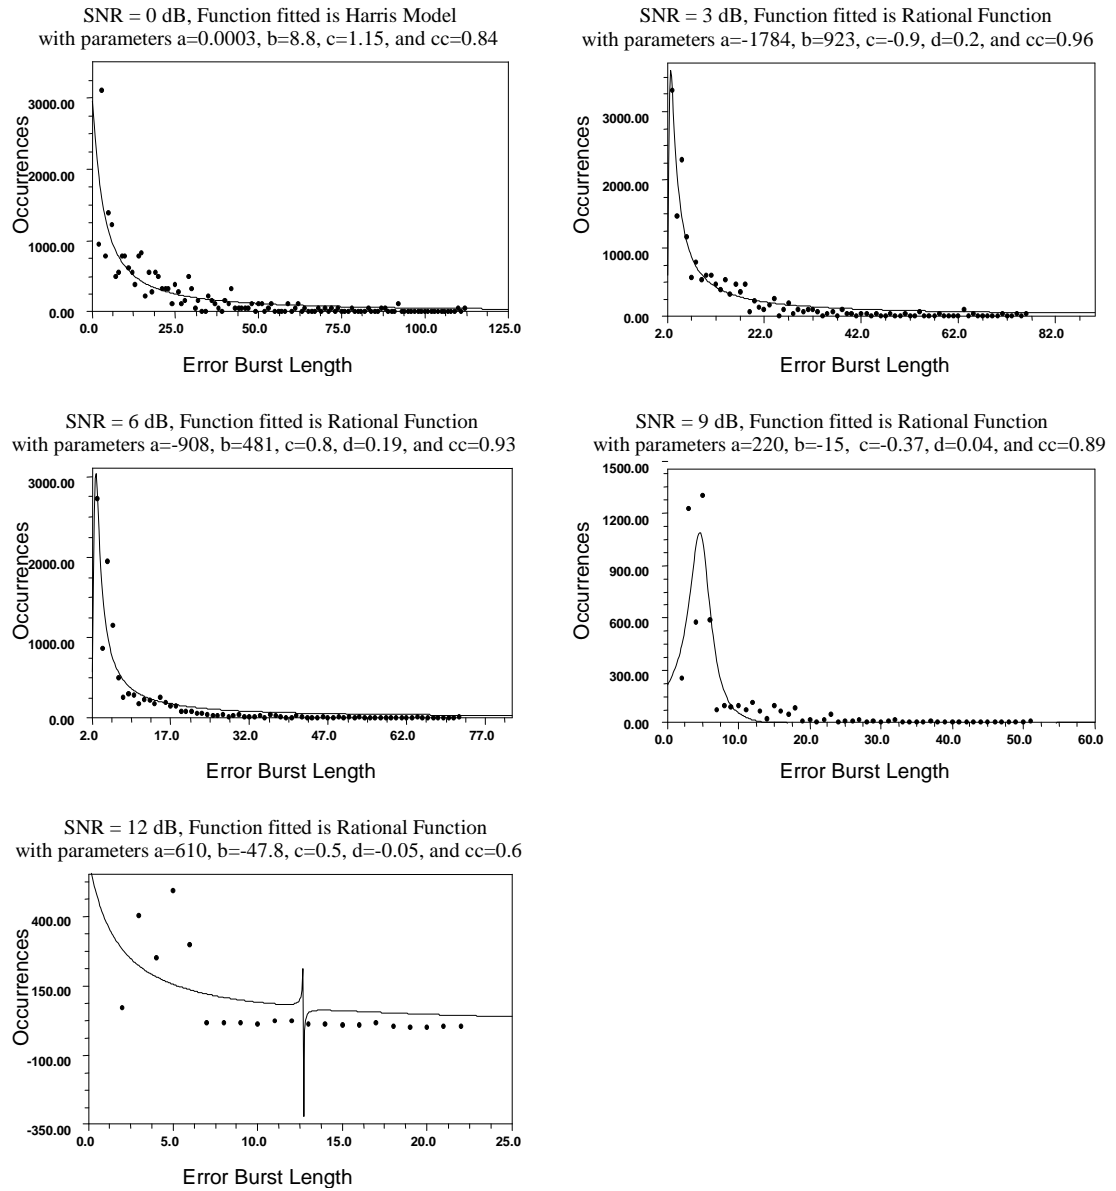 SNR = 0 dB, Function fitted is Harris Model
with parameters a=0.0003, b=8.8, c=1.15, and cc=0.84
3000.00
2000.00
1000.00
0.00
Occurrences
0.0 25.0 50.0 75.0 100.0 125.0
Error Burst Length
SNR = 3 dB, Function fitted is Rational Function
with parameters a=-1784, b=923, c=-0.9, d=0.2, and cc=0.96
3000.00
2000.00
1000.00
0.00
Occurrences
2.0 22.0 42.0 62.0 82.0
Error Burst Length
SNR = 6 dB, Function fitted is Rational Function
with parameters a=-908, b=481, c=0.8, d=0.19, and cc=0.93
3000.00
2000.00
1000.00
0.00
Occurrences
2.0 17.0 32.0 47.0 62.0 77.0
Error Burst Length
SNR = 9 dB, Function fitted is Rational Function
with parameters a=220, b=-15, c=-0.37, d=0.04, and cc=0.89
1500.00
1200.00
900.00
600.00
300.00
0.00
Occurrences
0.0 10.0 20.0 30.0 40.0 50.0 60.0
Error Burst Length
SNR = 12 dB, Function fitted is Rational Function
with parameters a=610, b=-47.8, c=0.5, d=-0.05, and cc=0.6
400.00
150.00
-100.00
-350.00
Occurrences
0.0 5.0 10.0 15.0 20.0 25.0
Error Burst Length